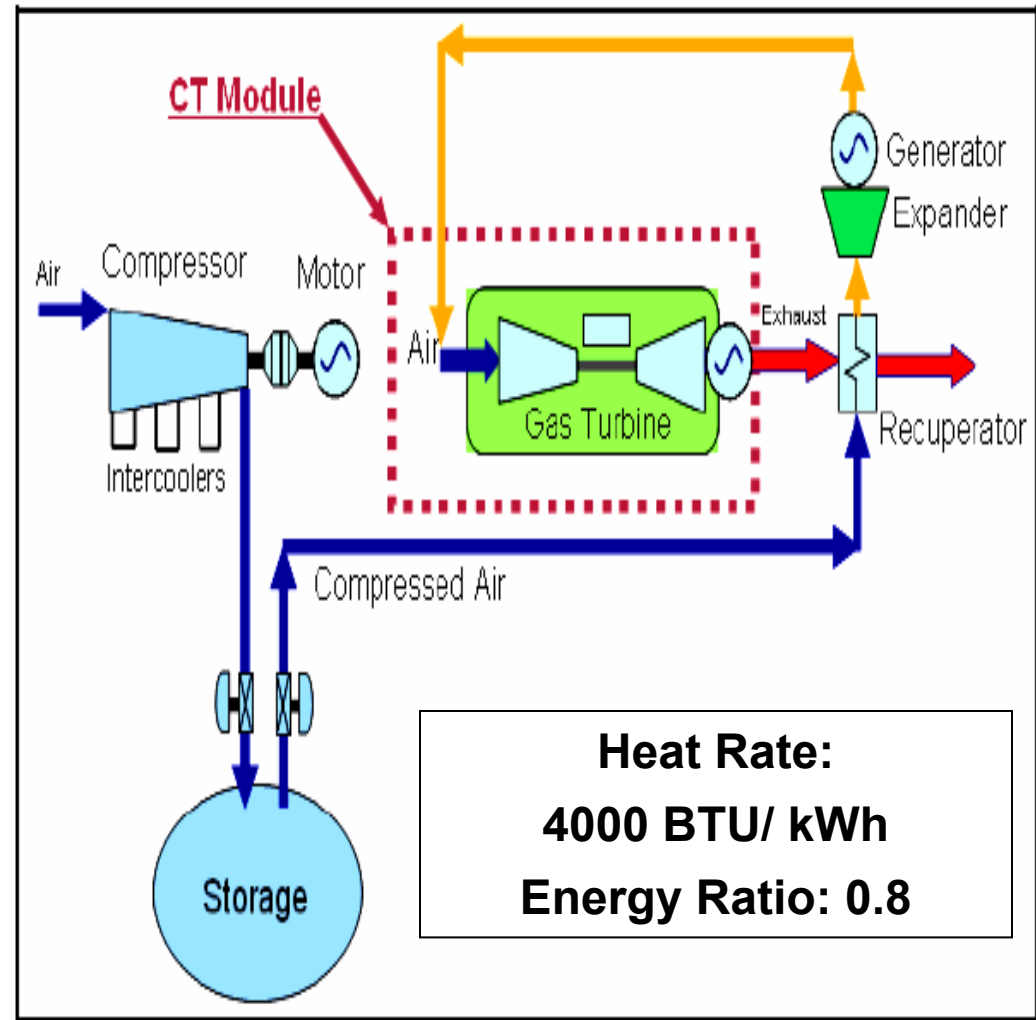 CT Module
Generator
Expander
Air
Compressor
Motor
Air
Exhaust
Gas Turbine
Recuperator
Intercoolers
Compressed Air
Storage
Heat Rate:
4000 BTU/ kWh
Energy Ratio: 0.8